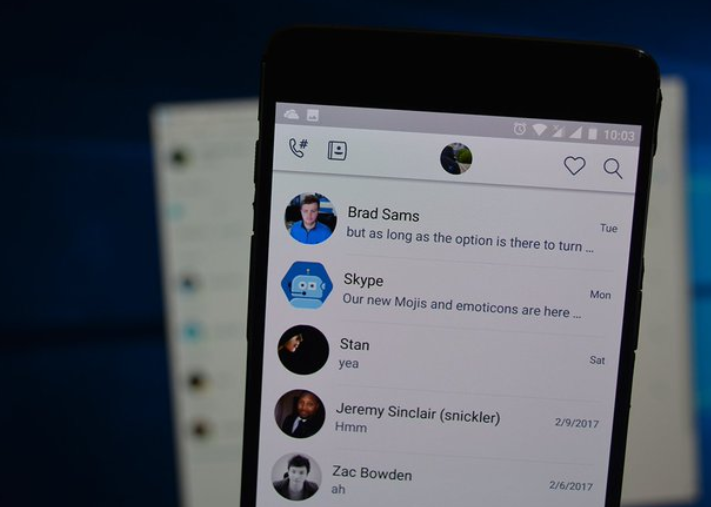 10:03
Brad Sams
Tue
but as long as the option is there to turn ...
Skype
Mon
Our new Mojis and emoticons are here ...
Stan
Sat
yea
Jeremy Sinclair (snickler)
2/9/2017
Hmm
Zac Bowden
2/6/2017
ah